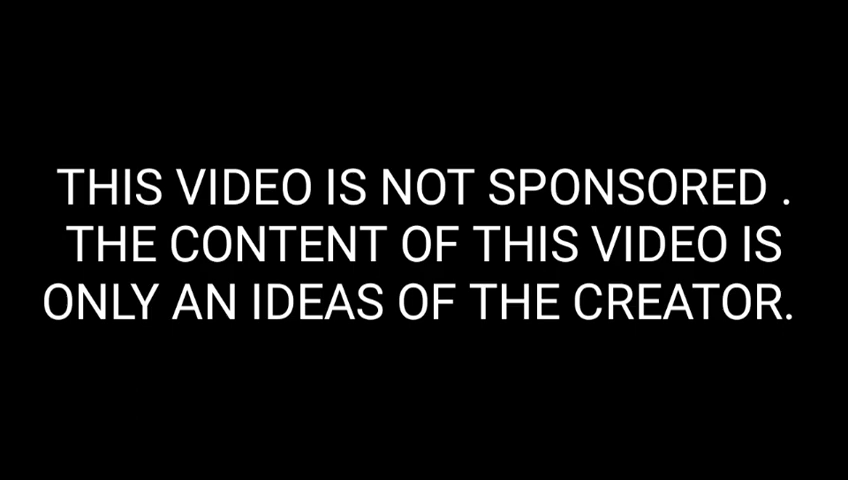 THIS VIDEO IS NOT SPONSORED .
THE CONTENT OF THIS VIDEO IS
ONLY AN IDEAS OF THE CREATOR.